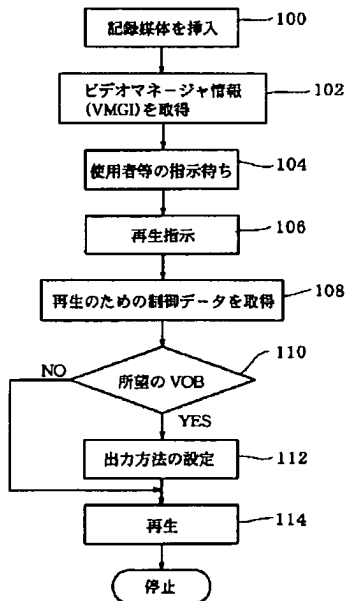 記録媒体を挿入
100
ビデオマネージャ情報
(VMGI)を取得
102
使用者等の指示待ち
104
再生指示
106
再生のための制御データを取得
108
所望の VOB
110
NO
YES
出力方法の設定
112
再生
114
停止